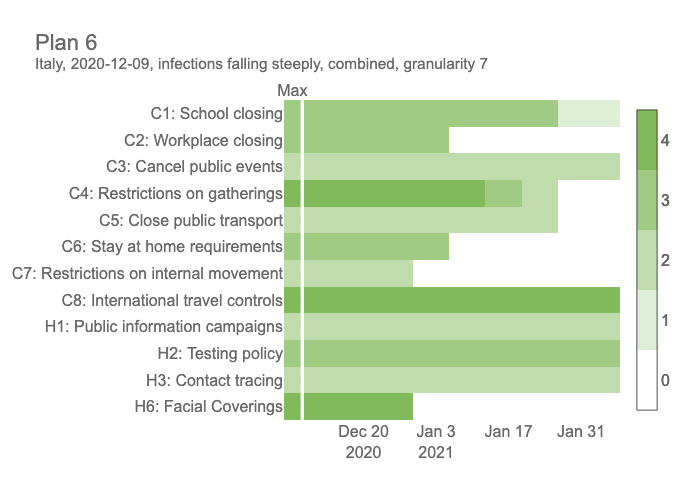 Plan 6
Italy, 2020-12-09, infections falling steeply, combined, granularity 7
Max
C1: School closing
C2: Workplace closing
C3: Cancel public events
C4: Restrictions on gatherings
C5: Close public transport
C6: Stay at home requirements
C7: Restrictions on internal movement
C8: International travel controls
H1: Public information campaigns
H2: Testing policy
H3: Contact tracing
H6: Facial Coverings
4
3
2
1
0
Dec 20 Jan 3 Jan 17 Jan 31
2020 2021